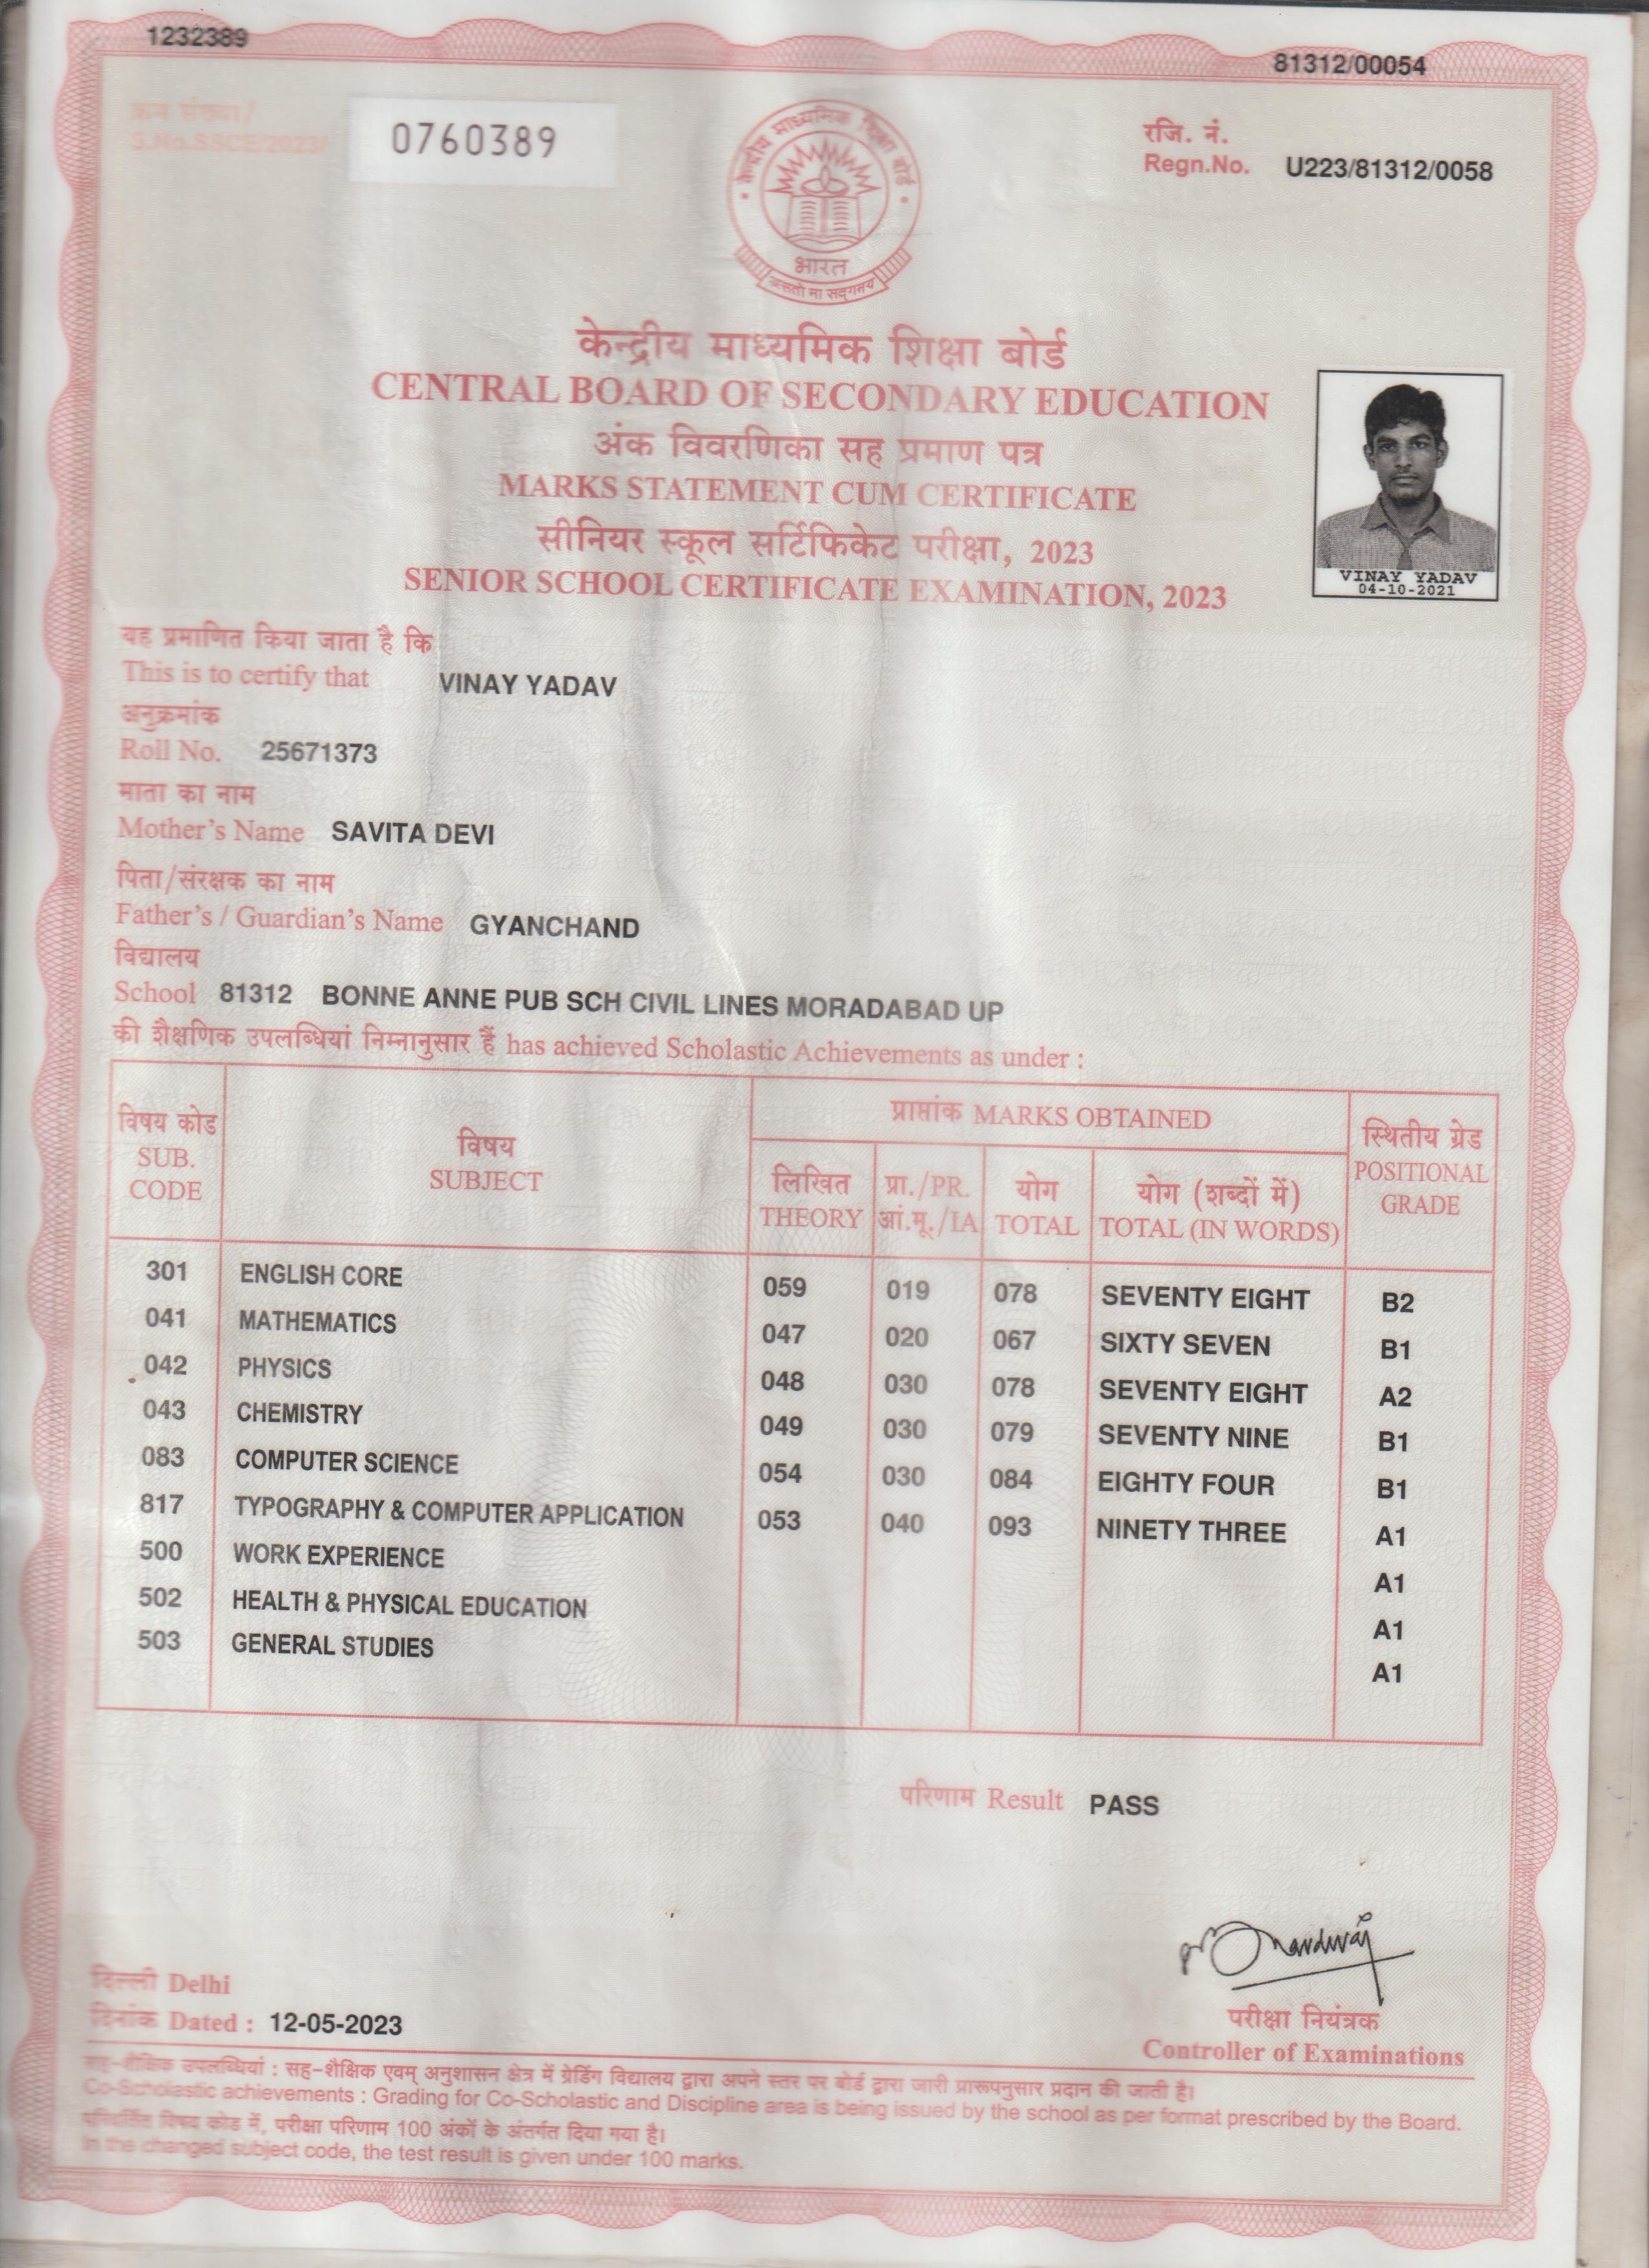 1232389
81312/00054
क्रम संख्या/
S.No.SSCE/2023/
0760389
रजि. नं.
Regn.No. U223/81312/0058
केन्द्रीय माध्यमिक शिक्षा बोर्ड
भारत
असतो मा सद्गमय
केन्द्रीय माध्यमिक शिक्षा बोर्ड
CENTRAL BOARD OF SECONDARY EDUCATION
अंक विवरणिका सह प्रमाण पत्र
MARKS STATEMENT CUM CERTIFICATE
सीनियर स्कूल सर्टिफिकेट परीक्षा, 2023
SENIOR SCHOOL CERTIFICATE EXAMINATION, 2023
VINAY YADAV
04-10-2021
यह प्रमाणित किया जाता है कि
This is to certify that VINAY YADAV
अनुक्रमांक
Roll No. 25671373
माता का नाम
Mother's Name SAVITA DEVI
पिता/संरक्षक का नाम
Father's / Guardian's Name GYANCHAND
विद्यालय
School 81312 BONNE ANNE PUB SCH CIVIL LINES MORADABAD UP
की शैक्षणिक उपलब्धियां निम्नानुसार हैं has achieved Scholastic Achievements as under :
विषय कोड
SUB.
CODE
विषय
SUBJECT
प्राप्तांक MARKS OBTAINED
लिखित
THEORY
प्रा./PR.
आं.मू./IA
योग
TOTAL
योग (शब्दों में)
TOTAL (IN WORDS)
स्थितीय ग्रेड
POSITIONAL
GRADE
301 ENGLISH CORE 059 019 078 SEVENTY EIGHT B2
041 MATHEMATICS 047 020 067 SIXTY SEVEN B1
042 PHYSICS 048 030 078 SEVENTY EIGHT A2
043 CHEMISTRY 049 030 079 SEVENTY NINE B1
083 COMPUTER SCIENCE 054 030 084 EIGHTY FOUR B1
817 TYPOGRAPHY & COMPUTER APPLICATION 053 040 093 NINETY THREE A1
500 WORK EXPERIENCE A1
502 HEALTH & PHYSICAL EDUCATION A1
503 GENERAL STUDIES A1
परिणाम Result PASS
दिल्ली Delhi
दिनांक Dated : 12-05-2023
परीक्षा नियंत्रक
Controller of Examinations
सह-शैक्षिक उपलब्धियां : सह-शैक्षिक एवम् अनुशासन क्षेत्र में ग्रेडिंग विद्यालय द्वारा अपने स्तर पर बोर्ड द्वारा जारी प्रारूपनुसार प्रदान की जाती है।
Co-Scholastic achievements : Grading for Co-Scholastic and Discipline area is being issued by the school as per format prescribed by the Board.
परिवर्तित विषय कोड में, परीक्षा परिणाम 100 अंकों के अंतर्गत दिया गया है।
In the changed subject code, the test result is given under 100 marks.